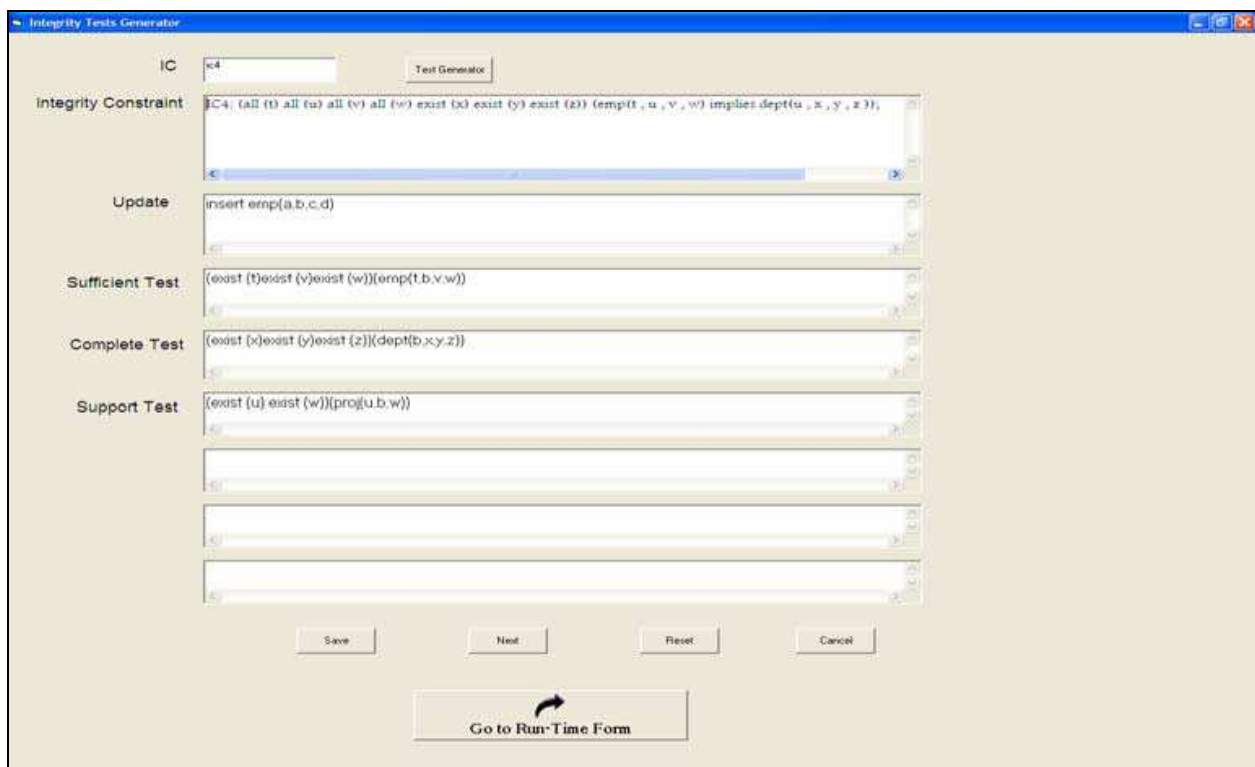 Integrity Tests Generator
IC ic4 Test Generator
Integrity Constraint IC4: (all (t) all (u) all (v) all (w) exist (x) exist (y) exist (z)) (emp(t , u , v , w) implies dept(u , x , y , z ));
Update insert emp(a,b,c,d)
Sufficient Test (exist (t)exist (v)exist (w))(emp(t,b,v,w))
Complete Test (exist (x)exist (y)exist (z))(dept(b,x,y,z))
Support Test (exist (u) exist (w))(proj(u,b,w))
Save Next Reset Cancel
Go to Run-Time Form